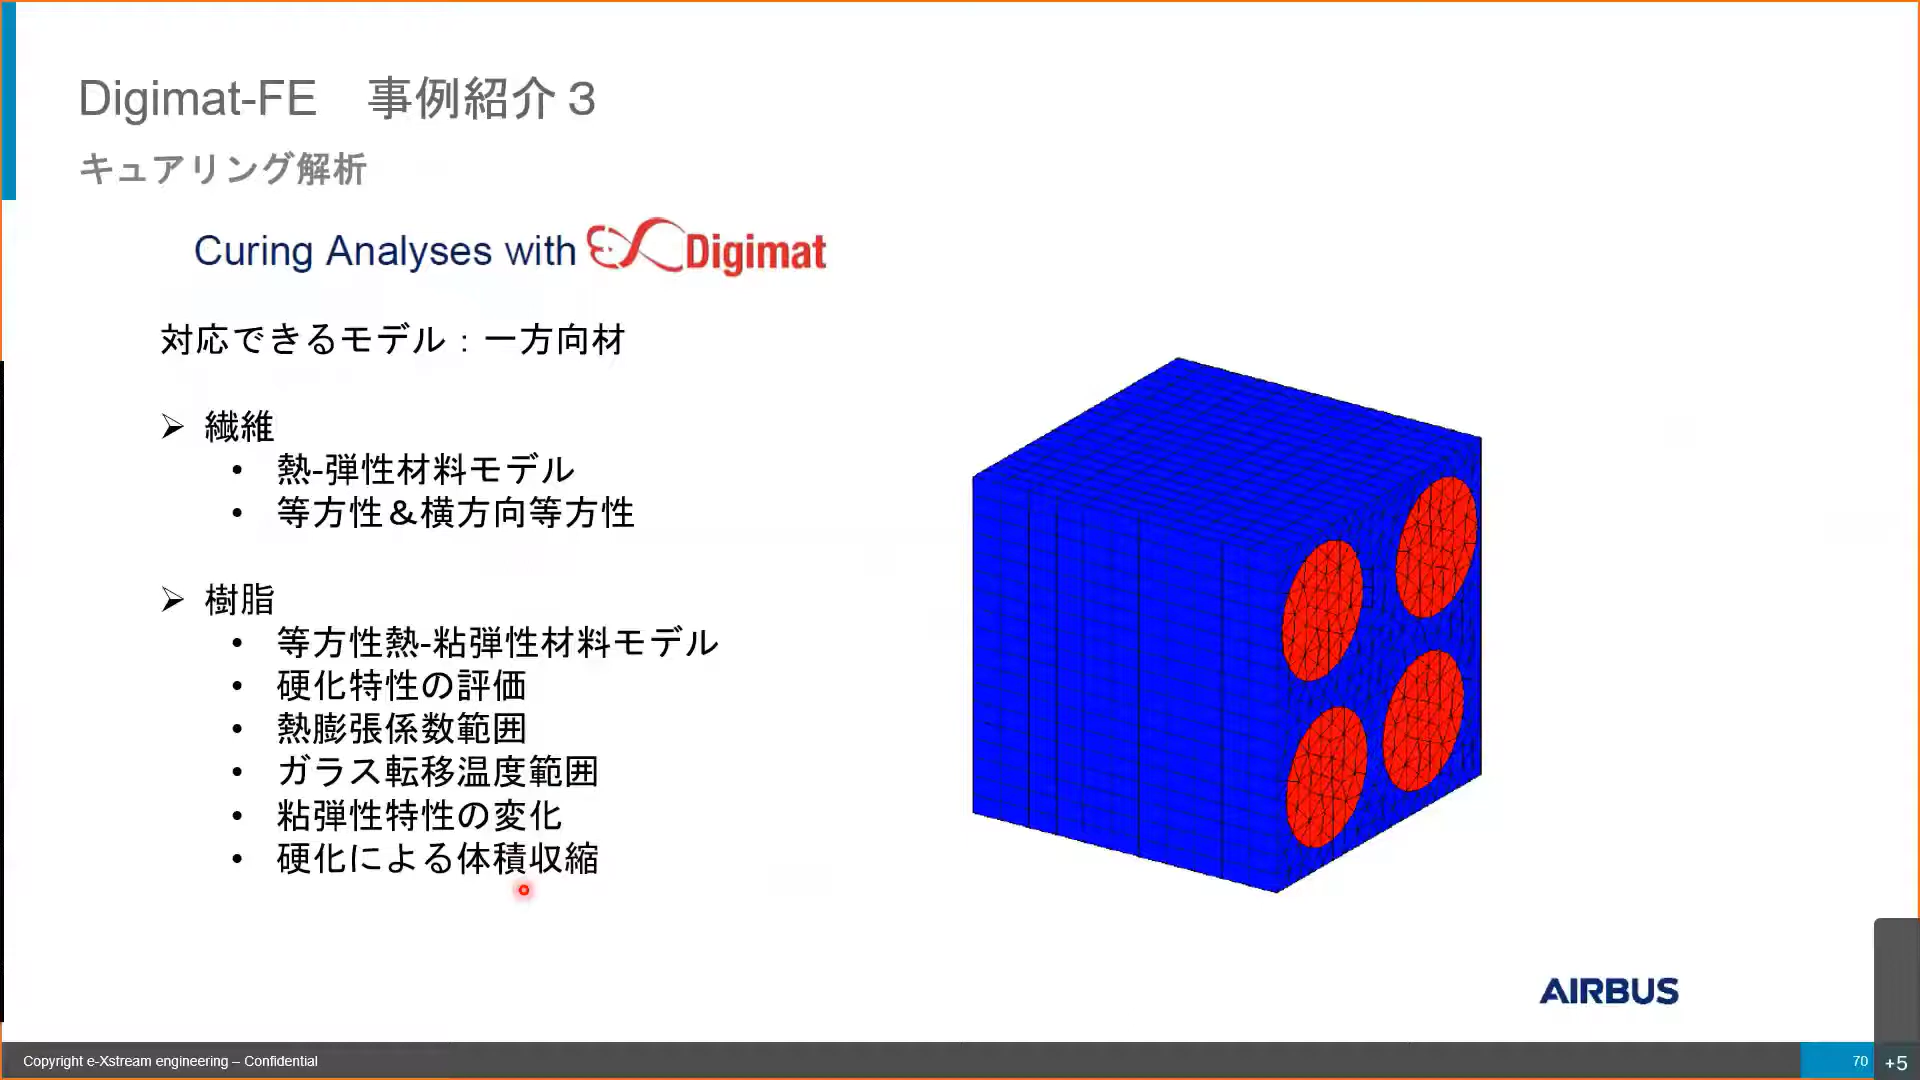 Digimat-FE　事例紹介３
キュアリング解析
Curing Analyses with Digimat
対応できるモデル：一方向材
➢ 繊維
• 熱-弾性材料モデル
• 等方性＆横方向等方性
➢ 樹脂
• 等方性熱-粘弾性材料モデル
• 硬化特性の評価
• 熱膨張係数範囲
• ガラス転移温度範囲
• 粘弾性特性の変化
• 硬化による体積収縮
AIRBUS
Copyright e-Xstream engineering – Confidential
70
+5